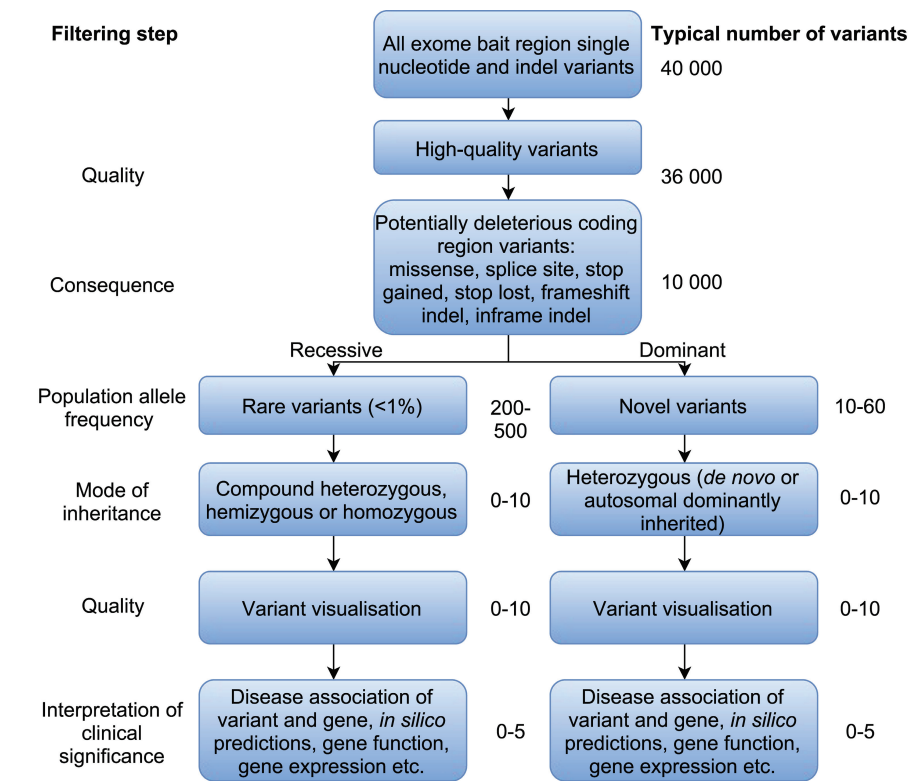 Filtering step
Typical number of variants
All exome bait region single
nucleotide and indel variants
40 000
High-quality variants
Quality
36 000
Potentially deleterious coding
region variants:
missense, splice site, stop
gained, stop lost, frameshift
indel, inframe indel
Consequence
10 000
Recessive
Dominant
Population allele
frequency
Rare variants (<1%)
200-
500
Novel variants
10-60
Mode of
inheritance
Compound heterozygous,
hemizygous or homozygous
0-10
Heterozygous (de novo or
autosomal dominantly
inherited)
0-10
Quality
Variant visualisation
0-10
Variant visualisation
0-10
Interpretation of
clinical
significance
Disease association of
variant and gene, in silico
predictions, gene function,
gene expression etc.
0-5
Disease association of
variant and gene, in silico
predictions, gene function,
gene expression etc.
0-5